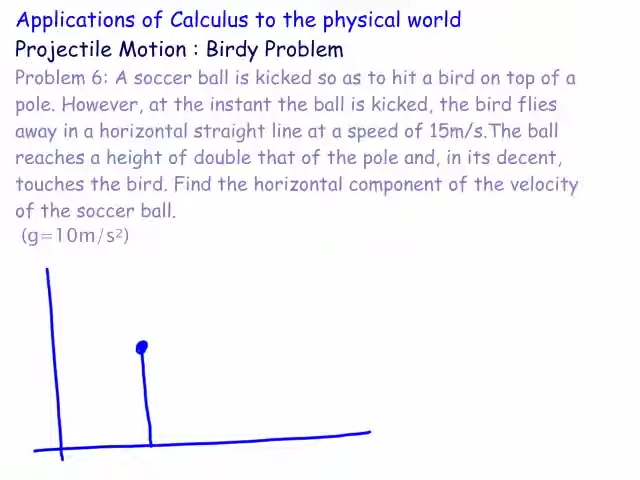 Applications of Calculus to the physical world
Projectile Motion : Birdy Problem
Problem 6: A soccer ball is kicked so as to hit a bird on top of a
pole. However, at the instant the ball is kicked, the bird flies
away in a horizontal straight line at a speed of 15m/s.The ball
reaches a height of double that of the pole and, in its decent,
touches the bird. Find the horizontal component of the velocity
of the soccer ball.
(g=10m/s²)